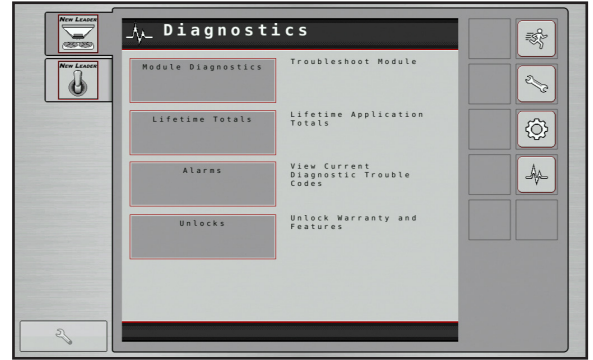 NEW LEADER
NEW LEADER
Diagnostics
Module Diagnostics
Troubleshoot Module
Lifetime Totals
Lifetime Application
Totals
Alarms
View Current
Diagnostic Trouble
Codes
Unlocks
Unlock Warranty and
Features